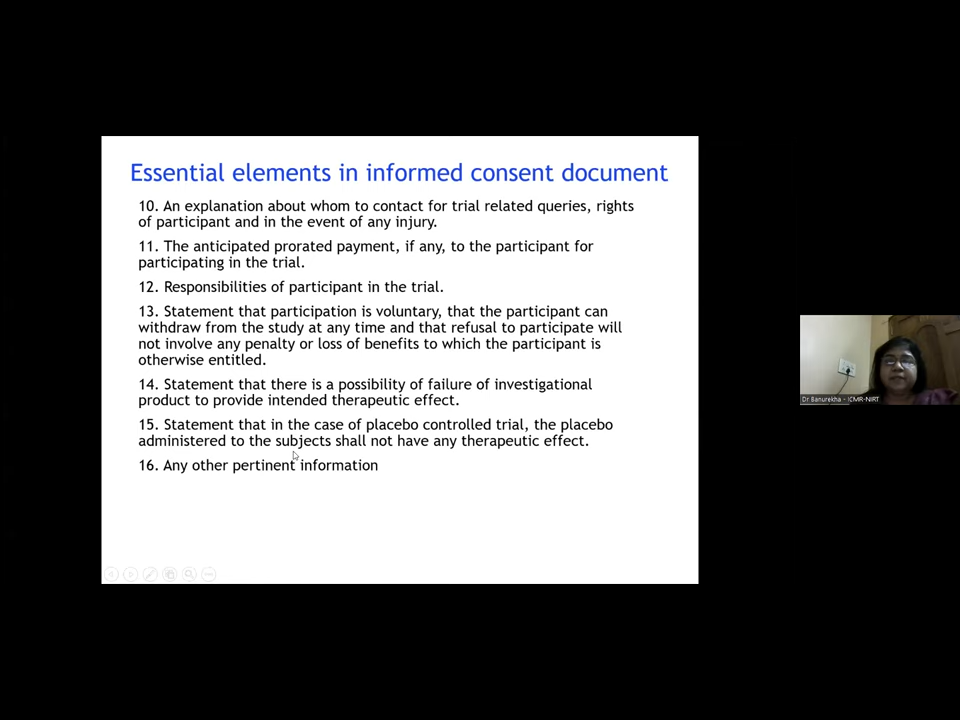 Essential elements in informed consent document
10. An explanation about whom to contact for trial related queries, rights
of participant and in the event of any injury.
11. The anticipated prorated payment, if any, to the participant for
participating in the trial.
12. Responsibilities of participant in the trial.
13. Statement that participation is voluntary, that the participant can
withdraw from the study at any time and that refusal to participate will
not involve any penalty or loss of benefits to which the participant is
otherwise entitled.
14. Statement that there is a possibility of failure of investigational
product to provide intended therapeutic effect.
15. Statement that in the case of placebo controlled trial, the placebo
administered to the subjects shall not have any therapeutic effect.
16. Any other pertinent information
Dr Banurekha - ICMR-NIRT